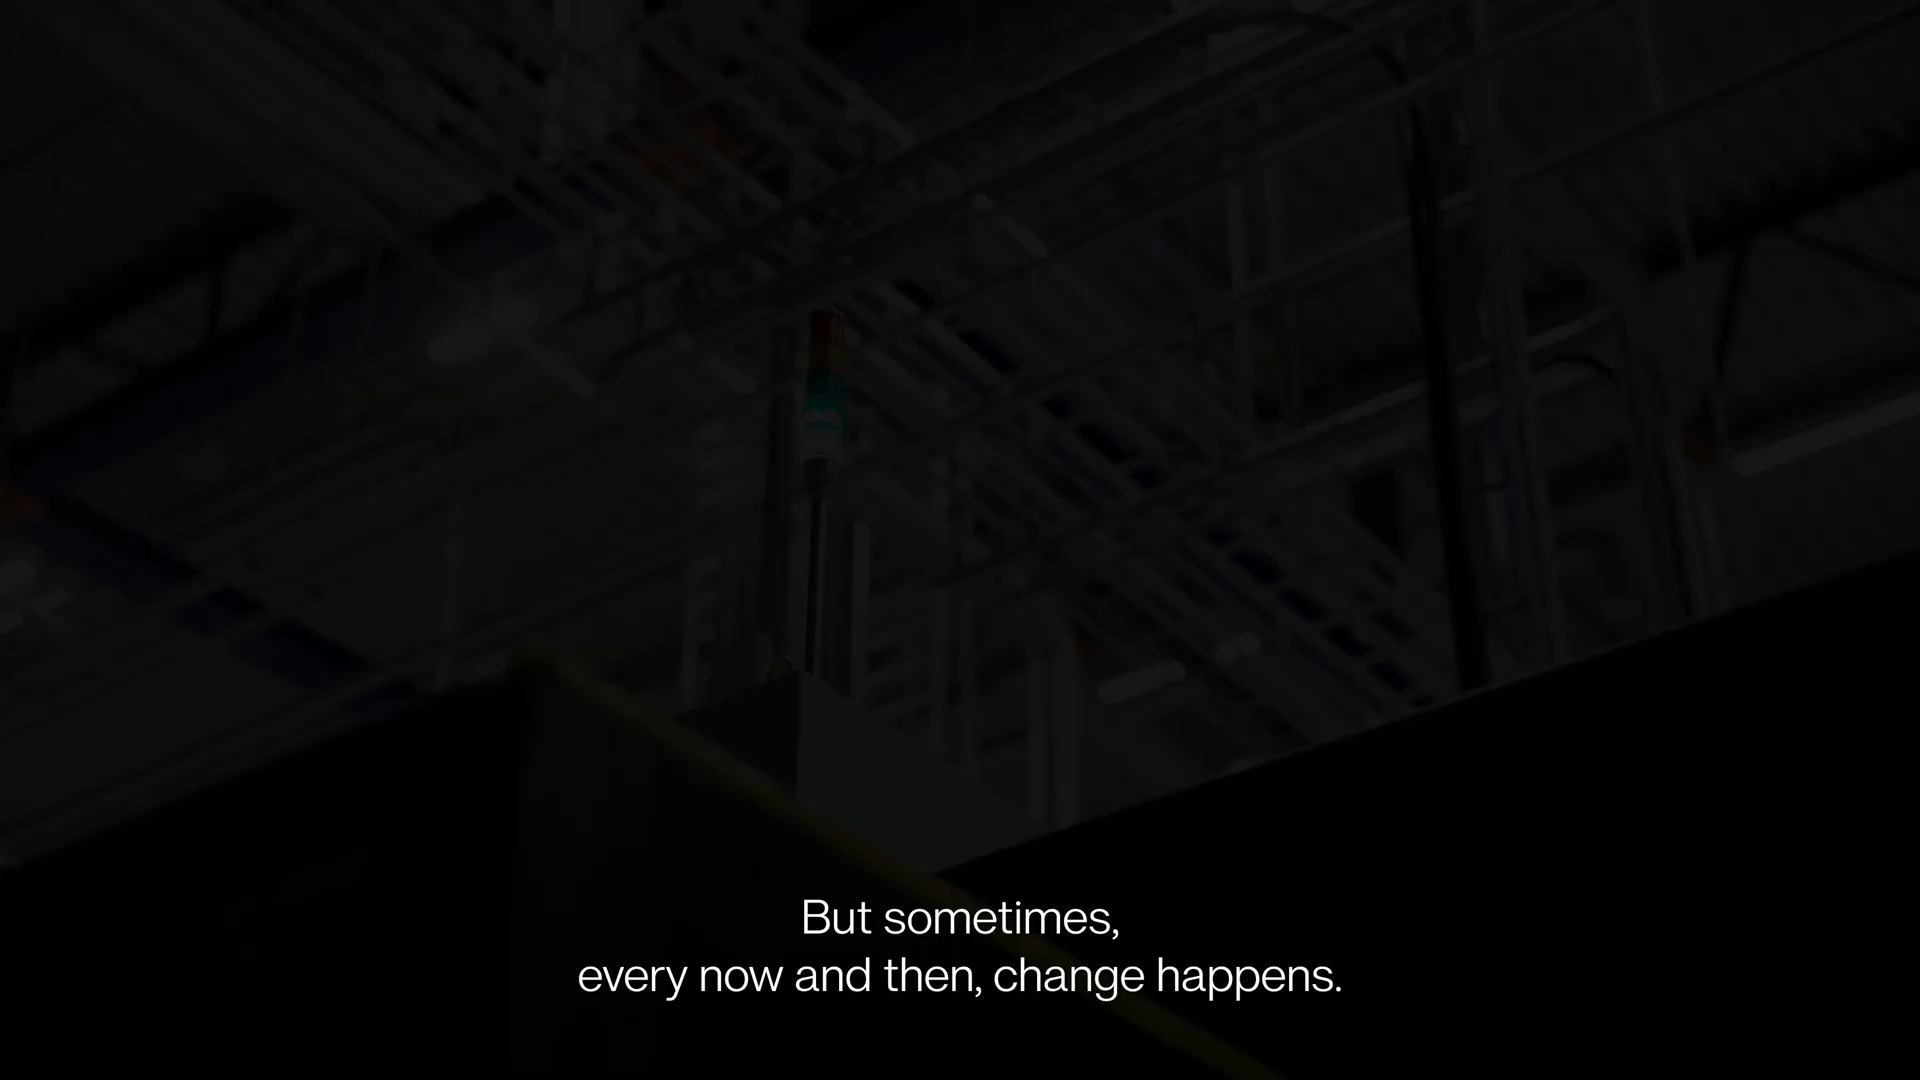 But sometimes,
every now and then, change happens.